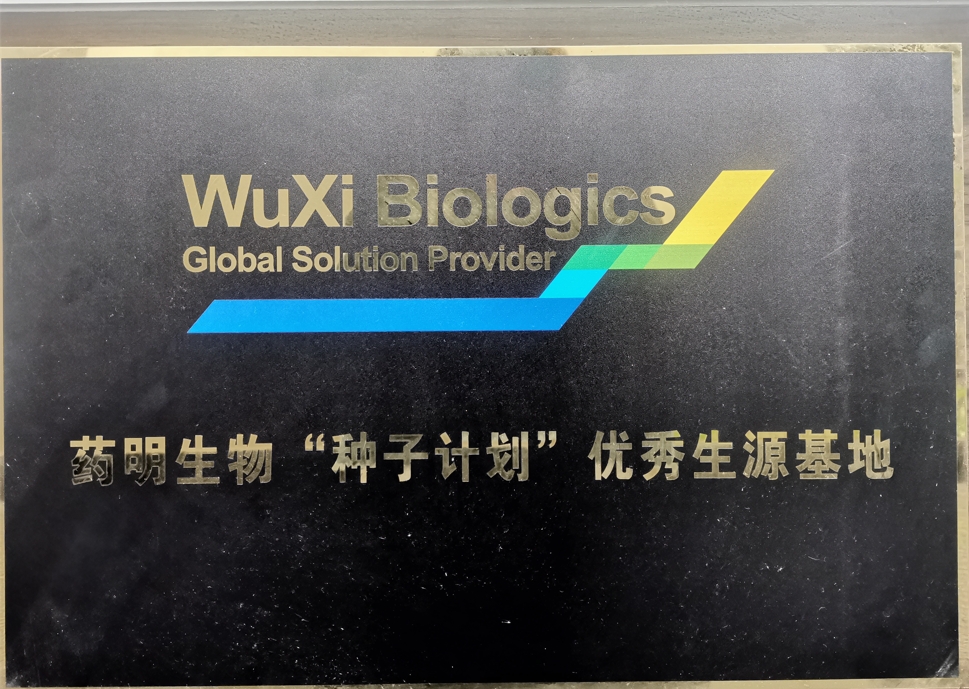 WuXi Biologics
Global Solution Provider
药明生物“种子计划”优秀生源基地